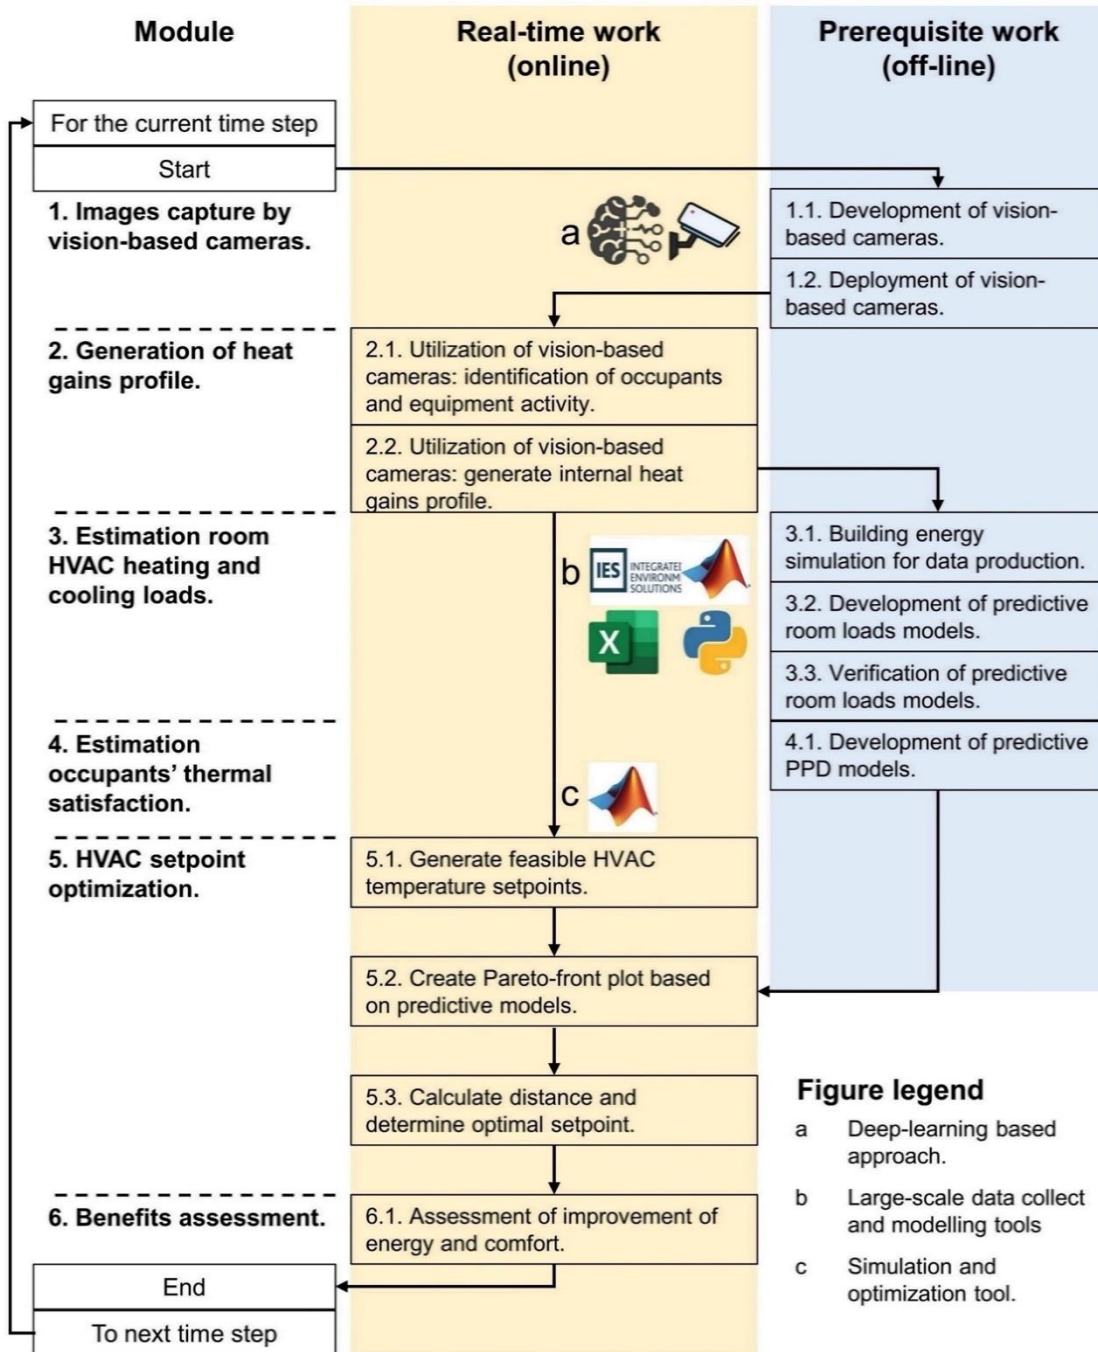 Module
Real-time work
(online)
Prerequisite work
(off-line)
For the current time step
Start
1. Images capture by
vision-based cameras.
a
1.1. Development of vision-
based cameras.
1.2. Deployment of vision-
based cameras.
2. Generation of heat
gains profile.
2.1. Utilization of vision-based
cameras: identification of occupants
and equipment activity.
2.2. Utilization of vision-based
cameras: generate internal heat
gains profile.
3. Estimation room
HVAC heating and
cooling loads.
b
IES
INTEGRATE
ENVIRONM
SOLUTIONS
X
3.1. Building energy
simulation for data production.
3.2. Development of predictive
room loads models.
3.3. Verification of predictive
room loads models.
4. Estimation
occupants’ thermal
satisfaction.
c
4.1. Development of predictive
PPD models.
5. HVAC setpoint
optimization.
5.1. Generate feasible HVAC
temperature setpoints.
5.2. Create Pareto-front plot based
on predictive models.
5.3. Calculate distance and
determine optimal setpoint.
6. Benefits assessment.
6.1. Assessment of improvement of
energy and comfort.
End
To next time step
Figure legend
a Deep-learning based
approach.
b Large-scale data collect
and modelling tools
c Simulation and
optimization tool.